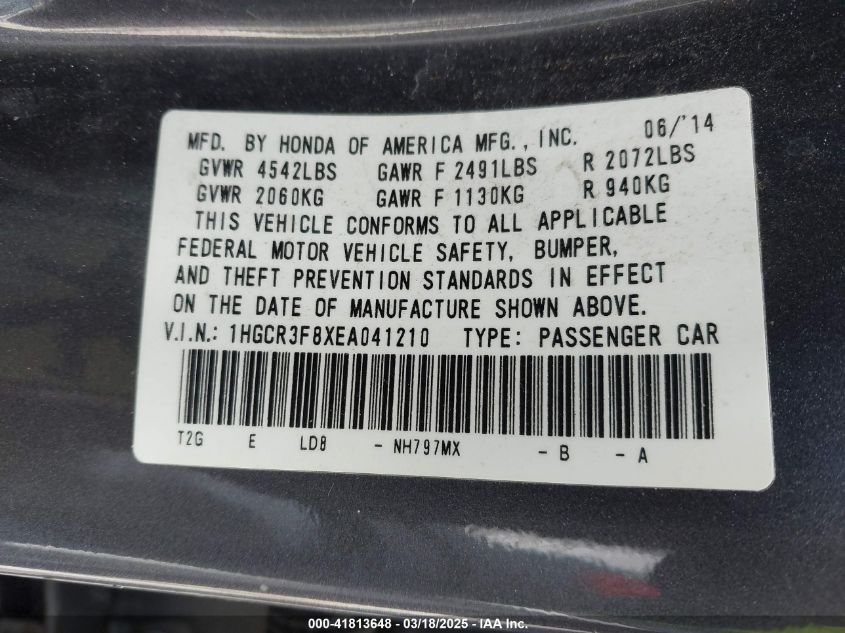 MFD. BY HONDA OF AMERICA MFG., INC. 06/'14
GVWR 4542LBS GAWR F 2491LBS R 2072LBS
GVWR 2060KG GAWR F 1130KG R 940KG
THIS VEHICLE CONFORMS TO ALL APPLICABLE
FEDERAL MOTOR VEHICLE SAFETY, BUMPER,
AND THEFT PREVENTION STANDARDS IN EFFECT
ON THE DATE OF MANUFACTURE SHOWN ABOVE.
V.I.N.: 1HGCR3F8XEA041210 TYPE: PASSENGER CAR
T2G E LD8 - NH797MX - B - A
000-41813648 — 03/18/2025 — IAA Inc.